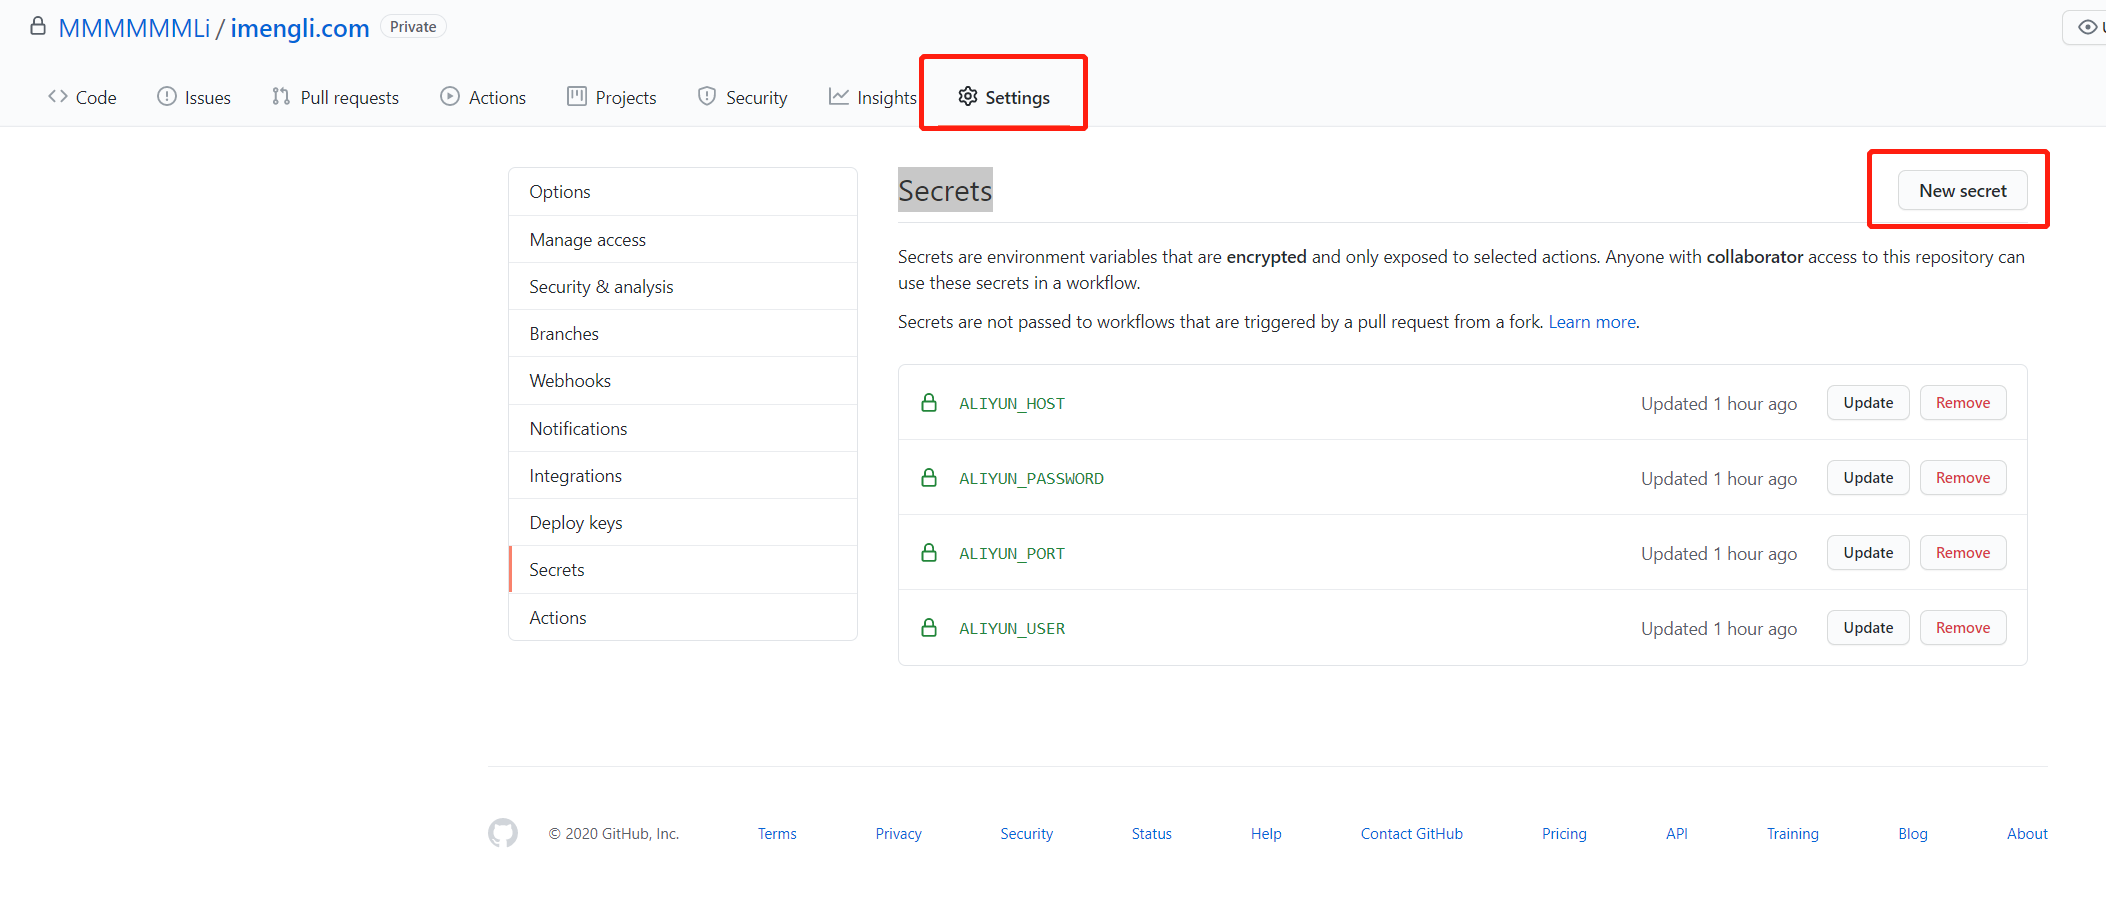 MMMMMMLi / imengli.com Private
Code Issues Pull requests Actions Projects Security Insights Settings
Options
Manage access
Security & analysis
Branches
Webhooks
Notifications
Integrations
Deploy keys
Secrets
Actions
Secrets
New secret
Secrets are environment variables that are encrypted and only exposed to selected actions. Anyone with collaborator access to this repository can
use these secrets in a workflow.
Secrets are not passed to workflows that are triggered by a pull request from a fork. Learn more.
ALIYUN_HOST Updated 1 hour ago Update Remove
ALIYUN_PASSWORD Updated 1 hour ago Update Remove
ALIYUN_PORT Updated 1 hour ago Update Remove
ALIYUN_USER Updated 1 hour ago Update Remove
© 2020 GitHub, Inc. Terms Privacy Security Status Help Contact GitHub Pricing API Training Blog About